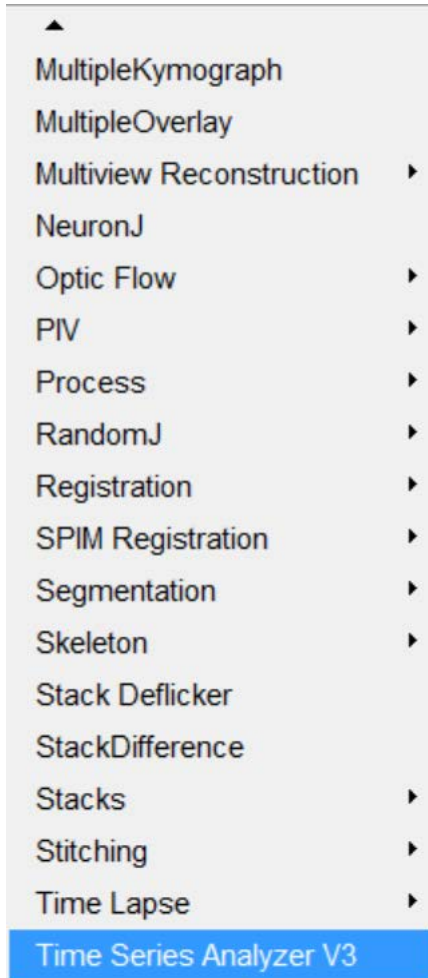 MultipleKymograph
MultipleOverlay
Multiview Reconstruction
NeuronJ
Optic Flow
PIV
Process
RandomJ
Registration
SPIM Registration
Segmentation
Skeleton
Stack Deflicker
StackDifference
Stacks
Stitching
Time Lapse
Time Series Analyzer V3